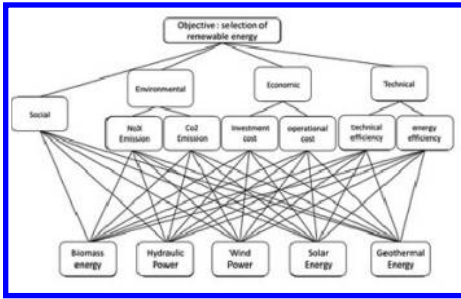 Objective : selection of
renewable energy
Environmental
Economic
Technical
Social
NoX
Emission
Co2
Emission
Investment
cost
operational
cost
technical
efficiency
energy
efficiency
Biomass
energy
Hydraulic
Power
Wind
Power
Solar
Energy
Geothermal
Energy